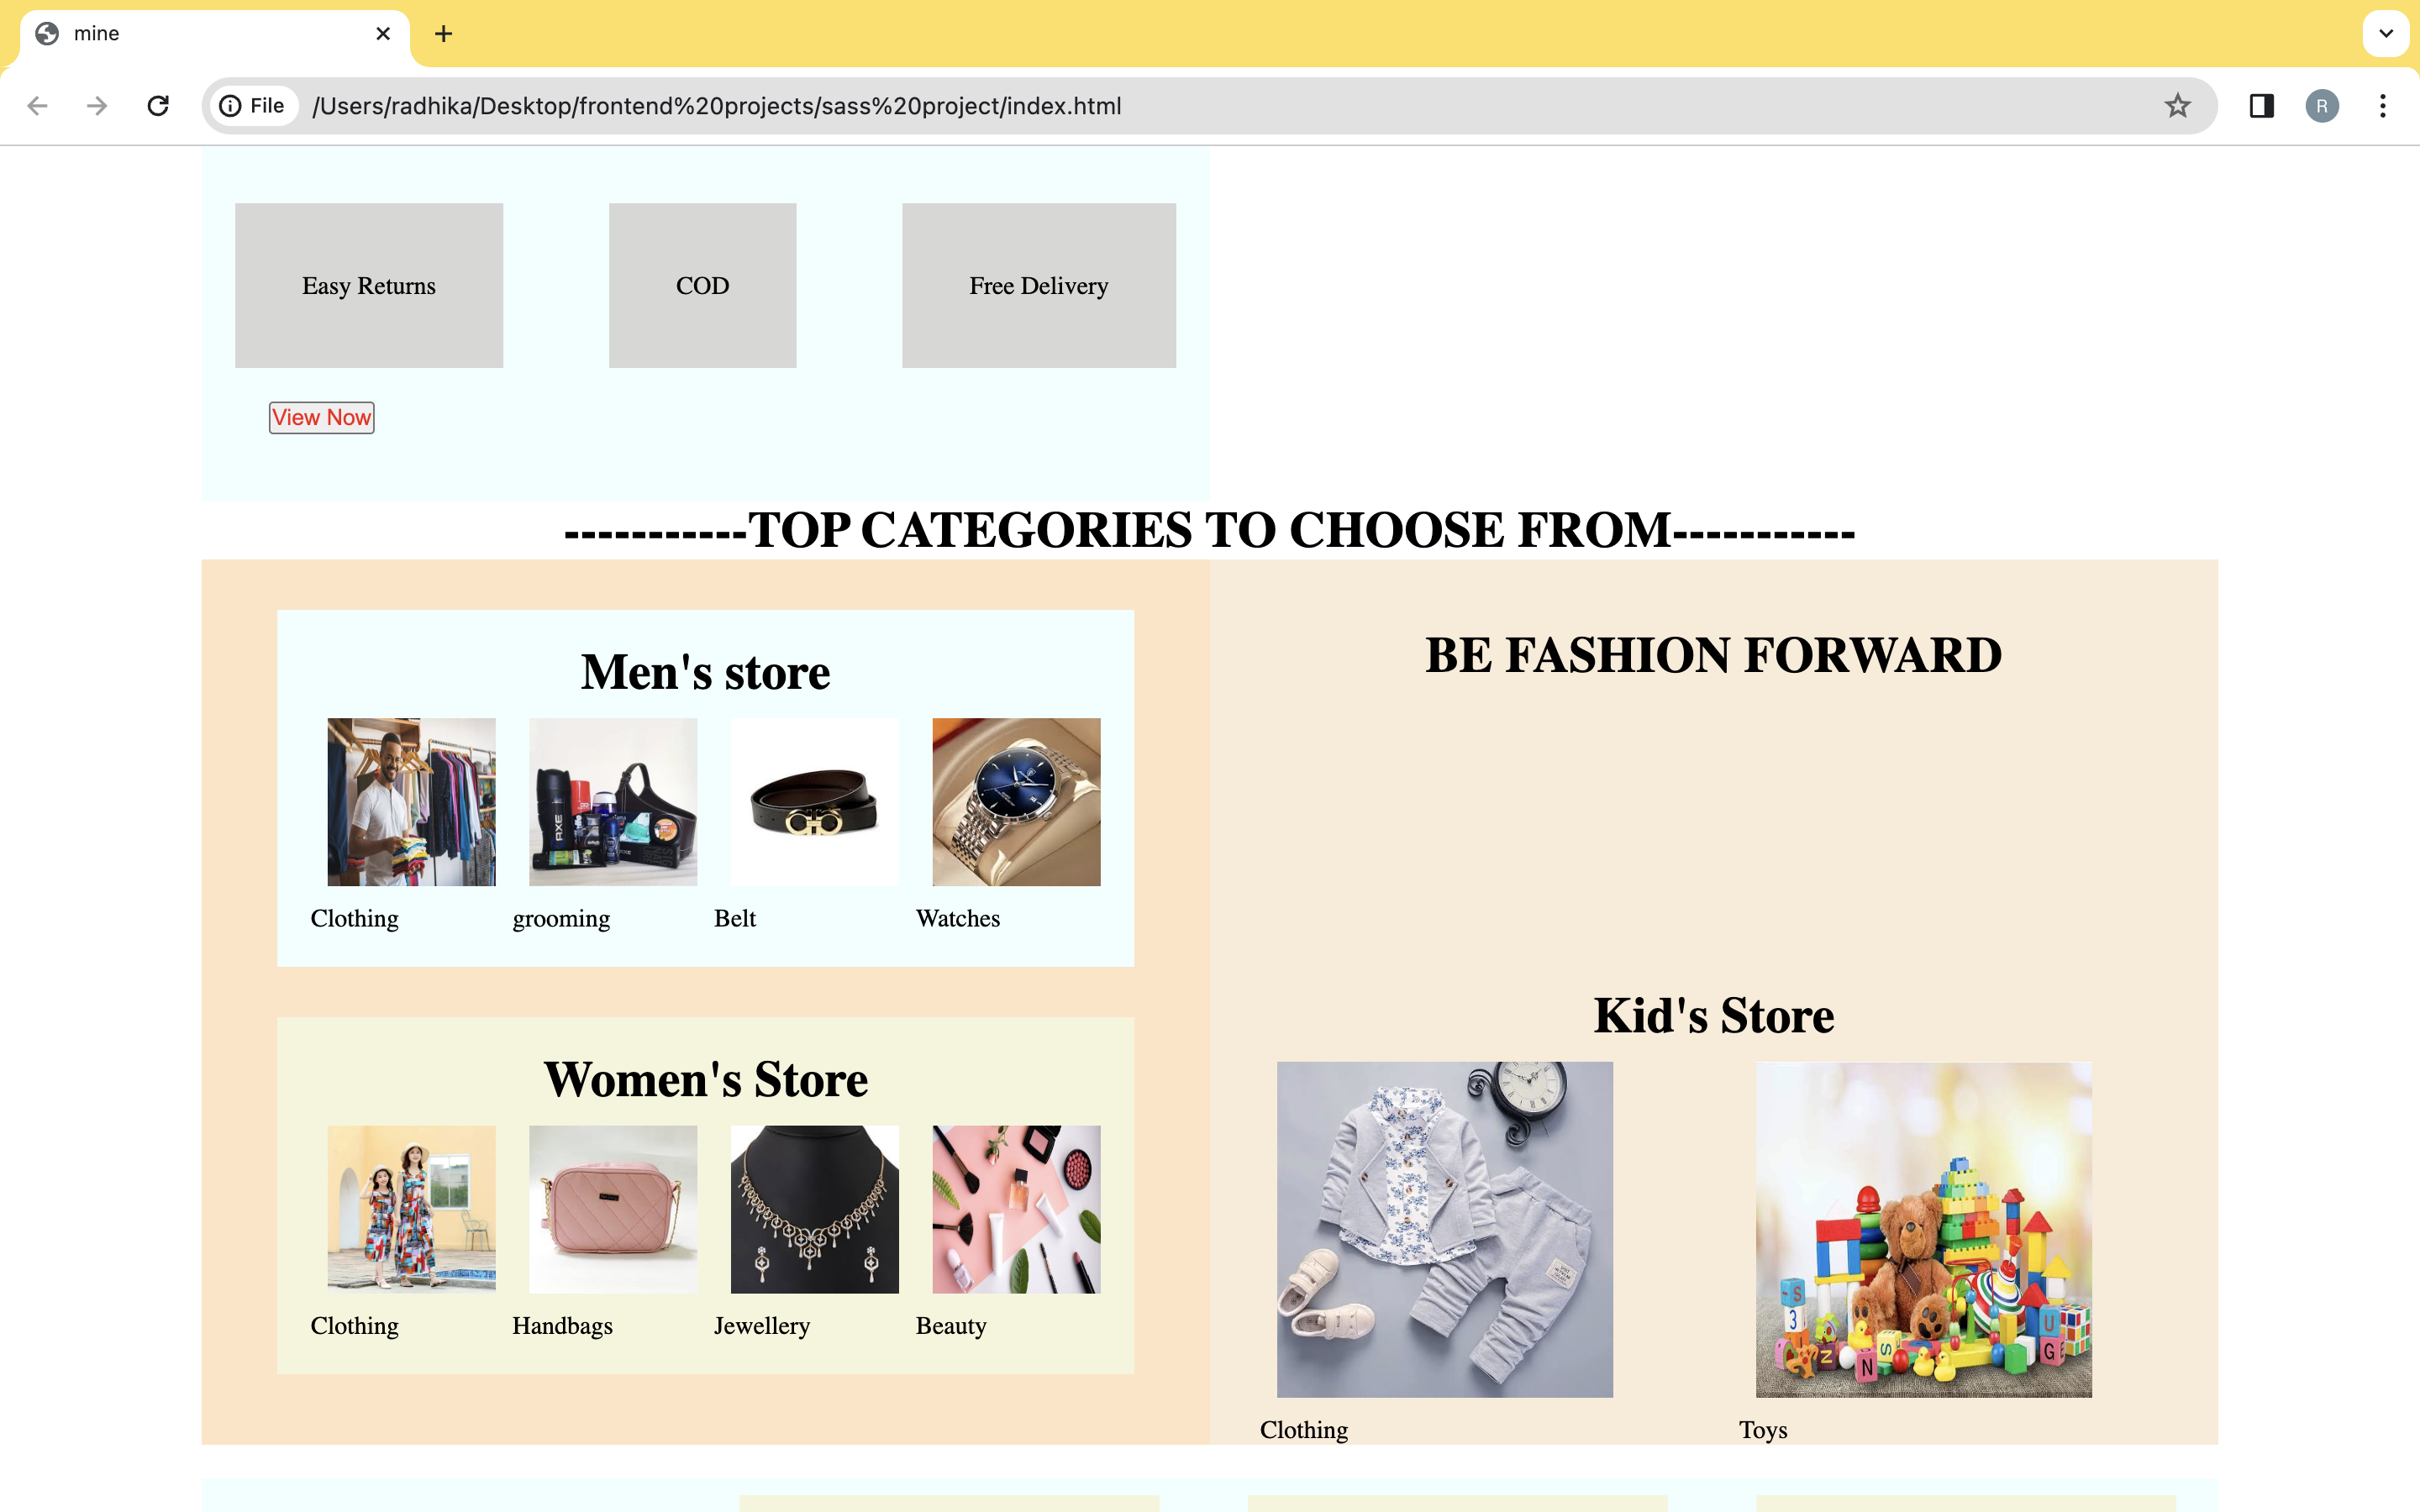 mine
File /Users/radhika/Desktop/frontend%20projects/sass%20project/index.html
R
Easy Returns
COD
Free Delivery
View Now
-----------TOP CATEGORIES TO CHOOSE FROM-----------
Men's store
AXE
Clothing
grooming
Belt
Watches
Women's Store
Clothing
Handbags
Jewellery
Beauty
BE FASHION FORWARD
Kid's Store
S
3
U
G
N
S
N
Clothing
Toys